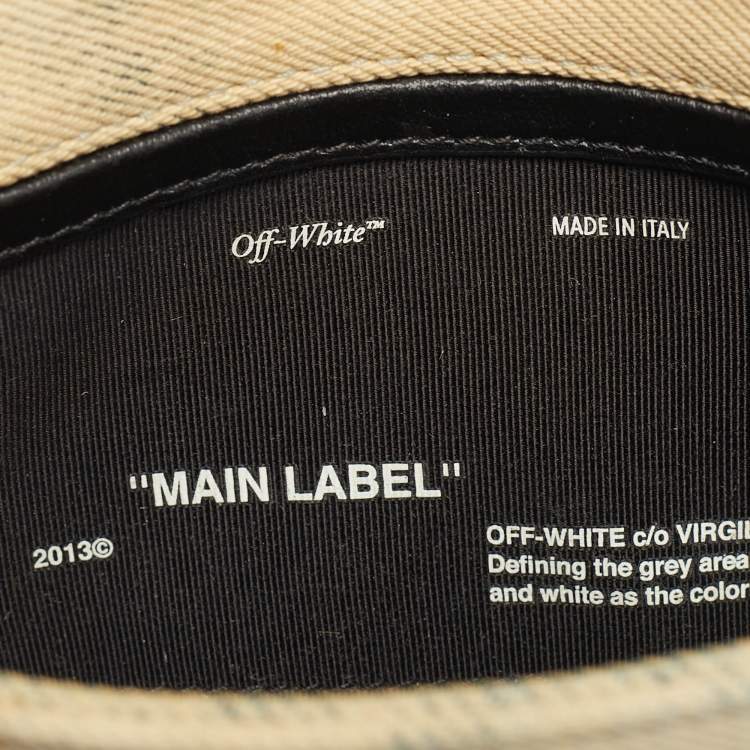 Off-White™
MADE IN ITALY
"MAIN LABEL"
2013©
OFF-WHITE c/o VIRGIL
Defining the grey area
and white as the color